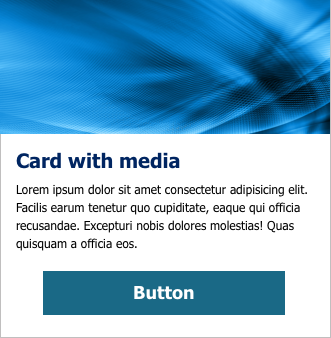 Card with media
Lorem ipsum dolor sit amet consectetur adipisicing elit.
Facilis earum tenetur quo cupiditate, eaque qui officia
recusandae. Excepturi nobis dolores molestias! Quas
quisquam a officia eos.
Button